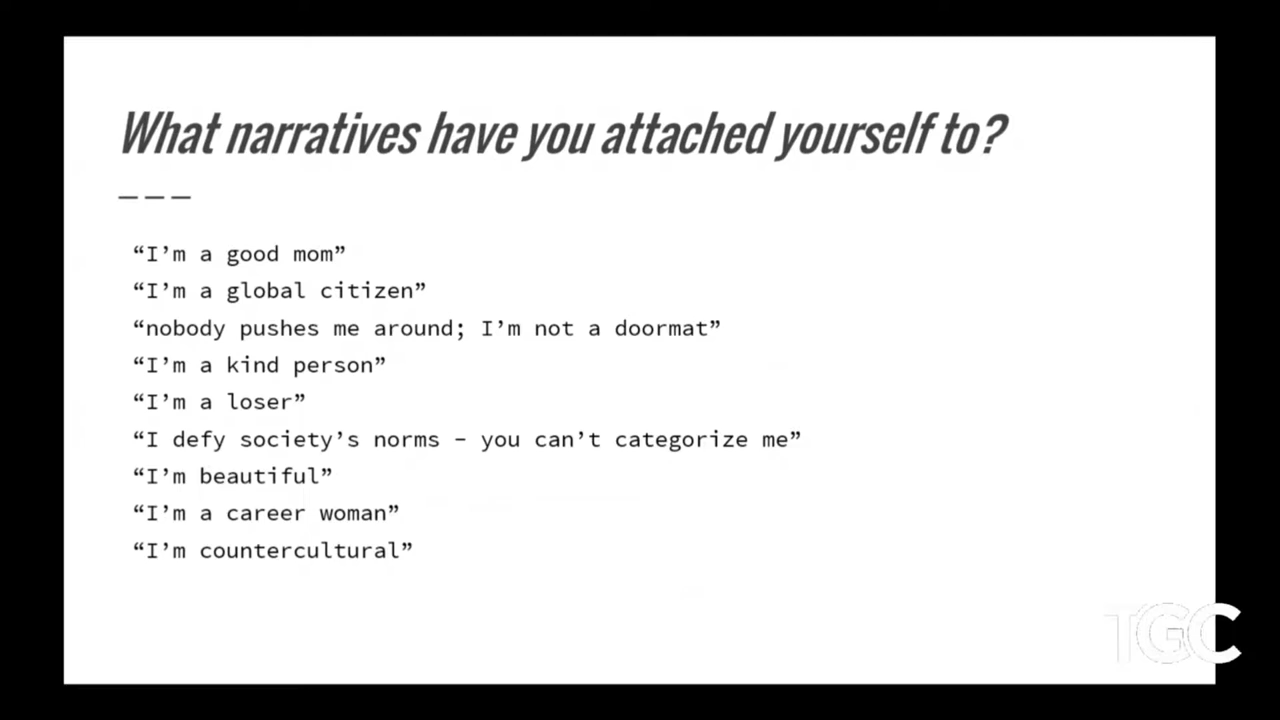 What narratives have you attached yourself to?
“I’m a good mom”
“I’m a global citizen”
“nobody pushes me around; I’m not a doormat”
“I’m a kind person”
“I’m a loser”
“I defy society’s norms – you can’t categorize me”
“I’m beautiful”
“I’m a career woman”
“I’m countercultural”
TGC